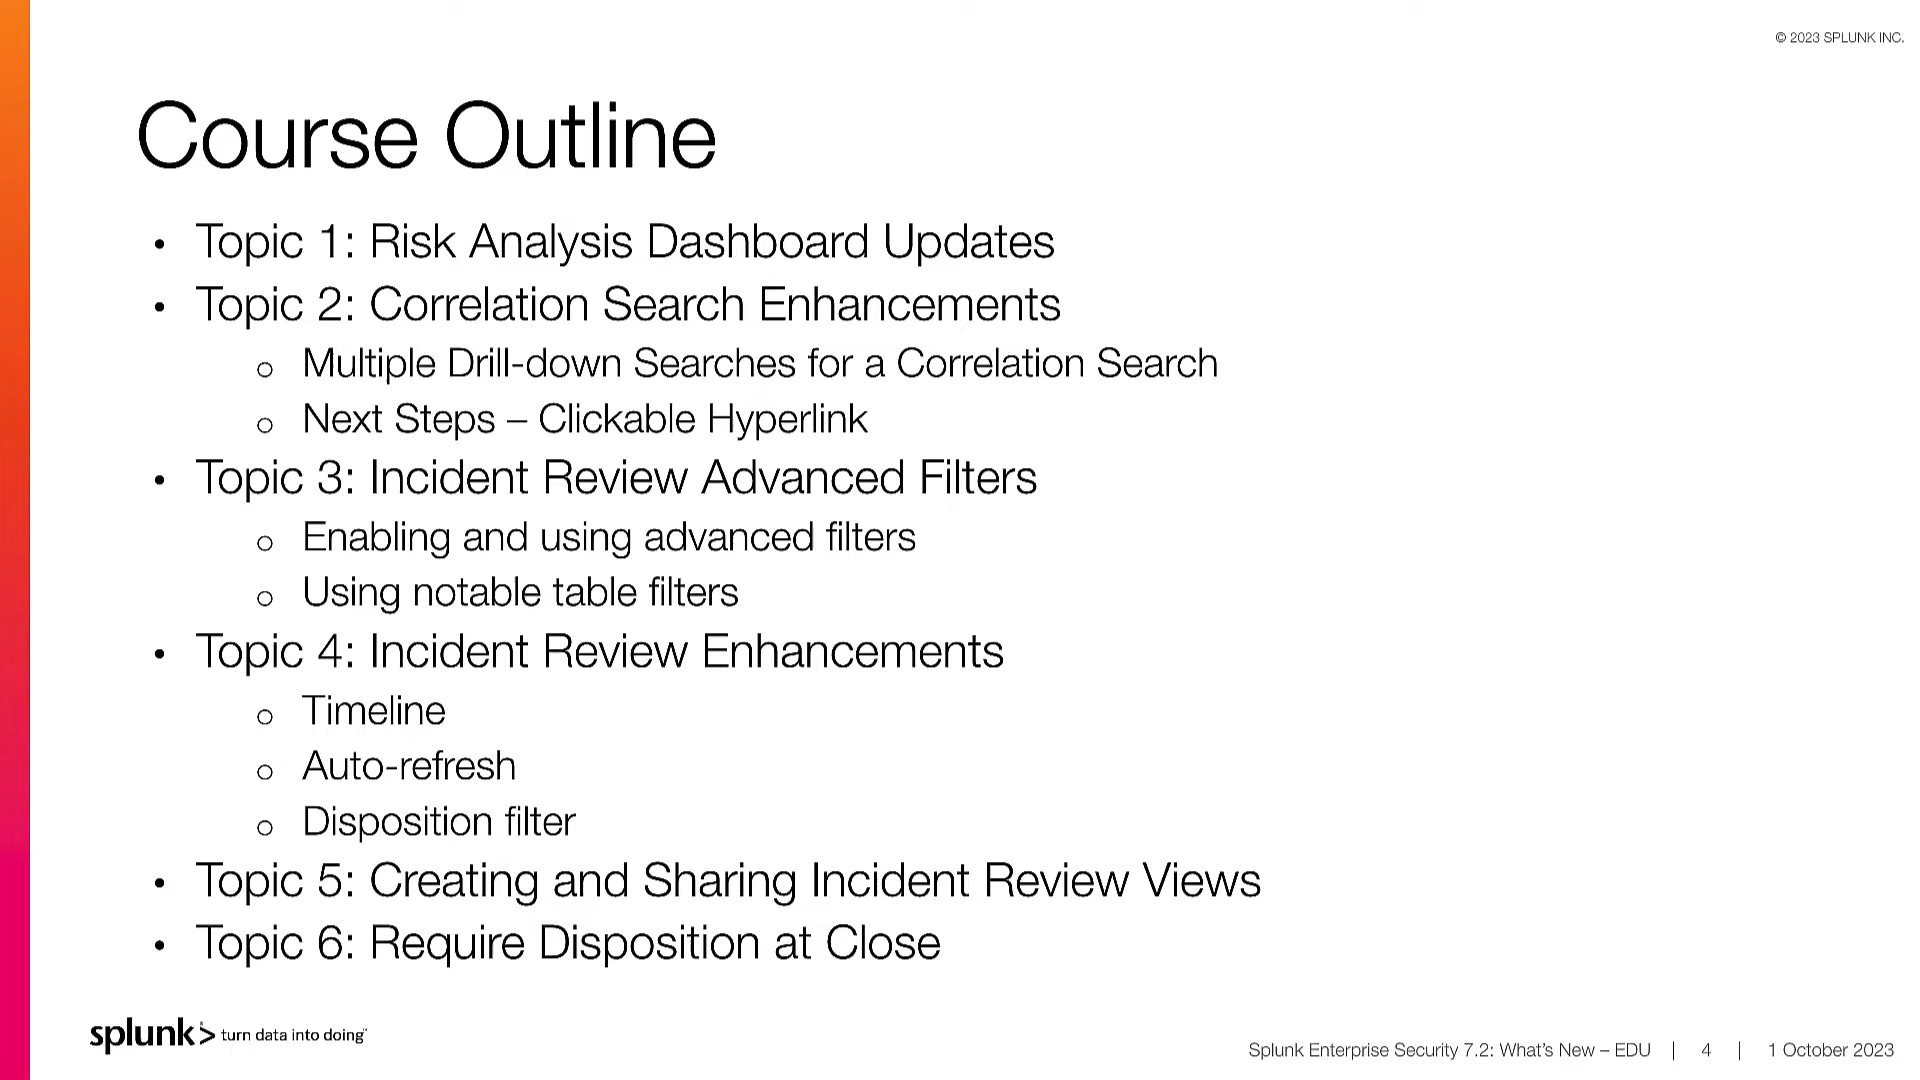 © 2023 SPLUNK INC.
Course Outline
• Topic 1: Risk Analysis Dashboard Updates
• Topic 2: Correlation Search Enhancements
o Multiple Drill-down Searches for a Correlation Search
o Next Steps – Clickable Hyperlink
• Topic 3: Incident Review Advanced Filters
o Enabling and using advanced filters
o Using notable table filters
• Topic 4: Incident Review Enhancements
o Timeline
o Auto-refresh
o Disposition filter
• Topic 5: Creating and Sharing Incident Review Views
• Topic 6: Require Disposition at Close
splunk> turn data into doing™
Splunk Enterprise Security 7.2: What's New – EDU | 4 | 1 October 2023